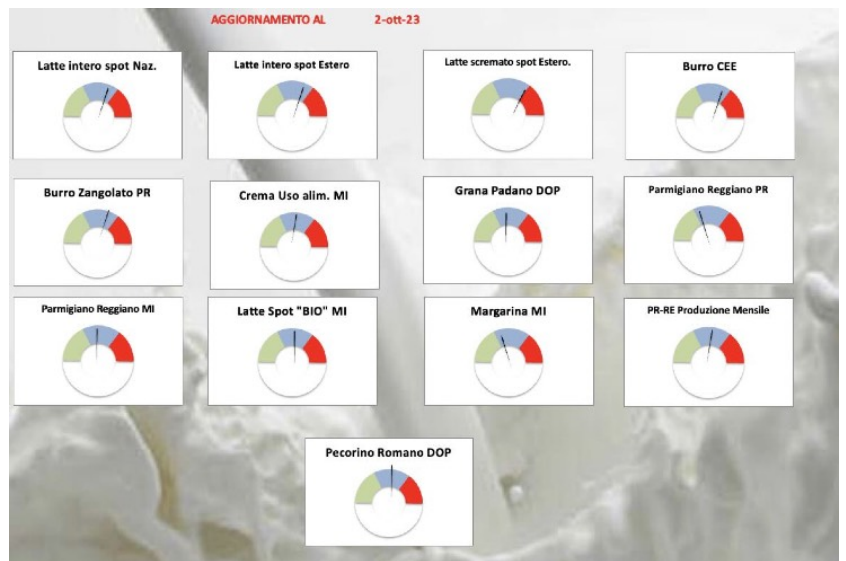 AGGIORNAMENTO AL 2-ott-23
Latte intero spot Naz.
Latte intero spot Estero
Latte scremato spot Estero.
Burro CEE
Burro Zangolato PR
Crema Uso alim. MI
Grana Padano DOP
Parmigiano Reggiano PR
Parmigiano Reggiano MI
Latte Spot "BIO" MI
Margarina MI
PR-RE Produzione Mensile
Pecorino Romano DOP